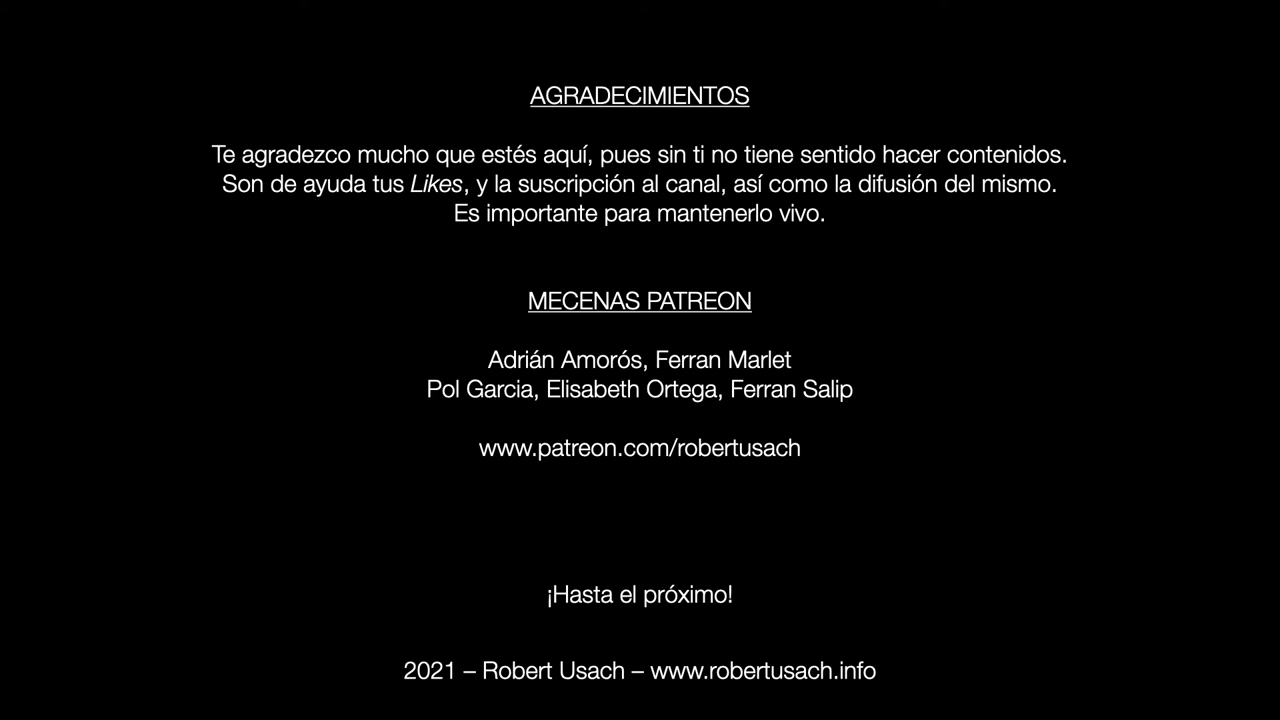 AGRADECIMIENTOS
Te agradezco mucho que estés aquí, pues sin ti no tiene sentido hacer contenidos.
Son de ayuda tus Likes, y la suscripción al canal, así como la difusión del mismo.
Es importante para mantenerlo vivo.
MECENAS PATREON
Adrián Amorós, Ferran Marlet
Pol Garcia, Elisabeth Ortega, Ferran Salip
www.patreon.com/robertusach
¡Hasta el próximo!
2021 – Robert Usach – www.robertusach.info